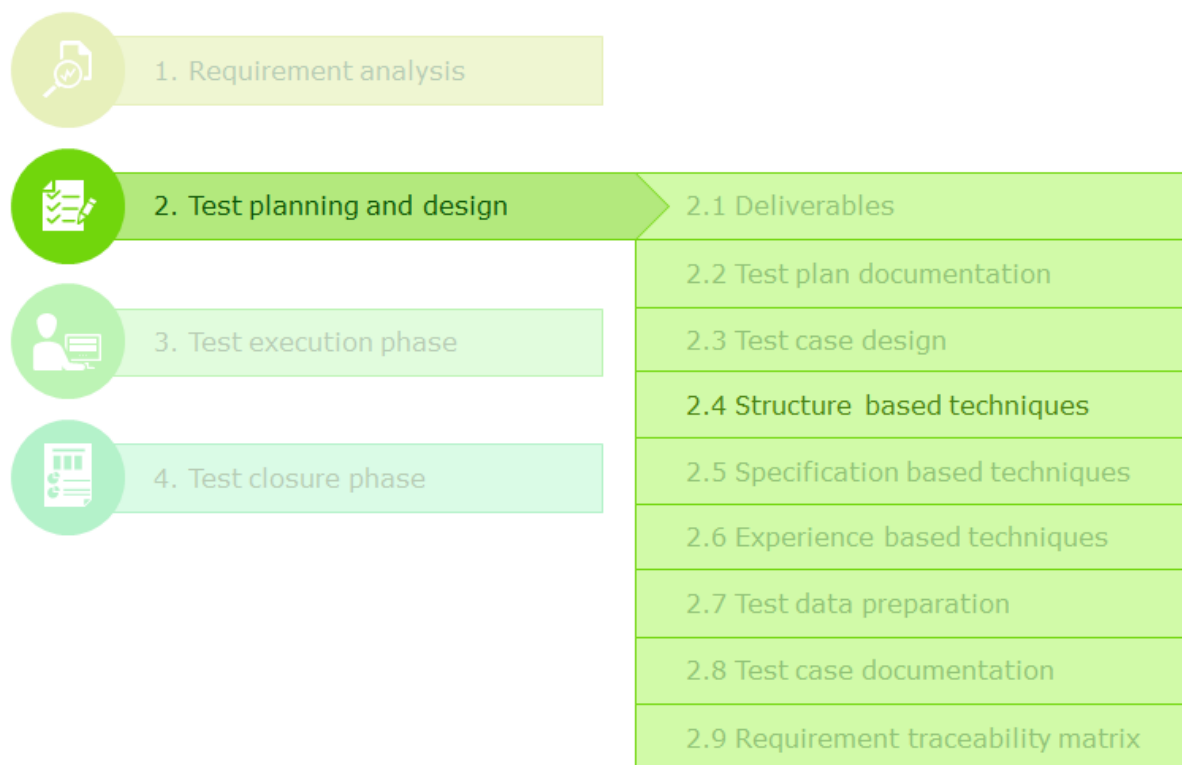 1. Requirement analysis
2. Test planning and design
3. Test execution phase
4. Test closure phase
2.1 Deliverables
2.2 Test plan documentation
2.3 Test case design
2.4 Structure based techniques
2.5 Specification based techniques
2.6 Experience based techniques
2.7 Test data preparation
2.8 Test case documentation
2.9 Requirement traceability matrix